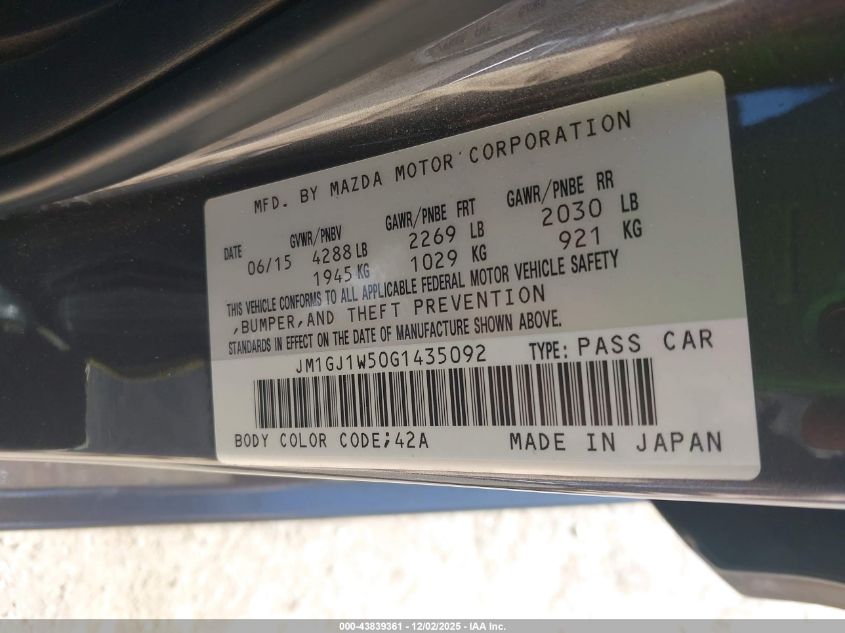 MFD. BY MAZDA MOTOR CORPORATION
DATE GVWR/PNBV GAWR/PNBE FRT GAWR/PNBE RR
06/15 4288 LB 2269 LB 2030 LB
1945 KG 1029 KG 921 KG
THIS VEHICLE CONFORMS TO ALL APPLICABLE FEDERAL MOTOR VEHICLE SAFETY
,BUMPER,AND THEFT PREVENTION
STANDARDS IN EFFECT ON THE DATE OF MANUFACTURE SHOWN ABOVE.
JM1GJ1W50G1435092 TYPE: PASS CAR
BODY COLOR CODE;42A MADE IN JAPAN
000-43839361 - 12/02/2025 - IAA Inc.